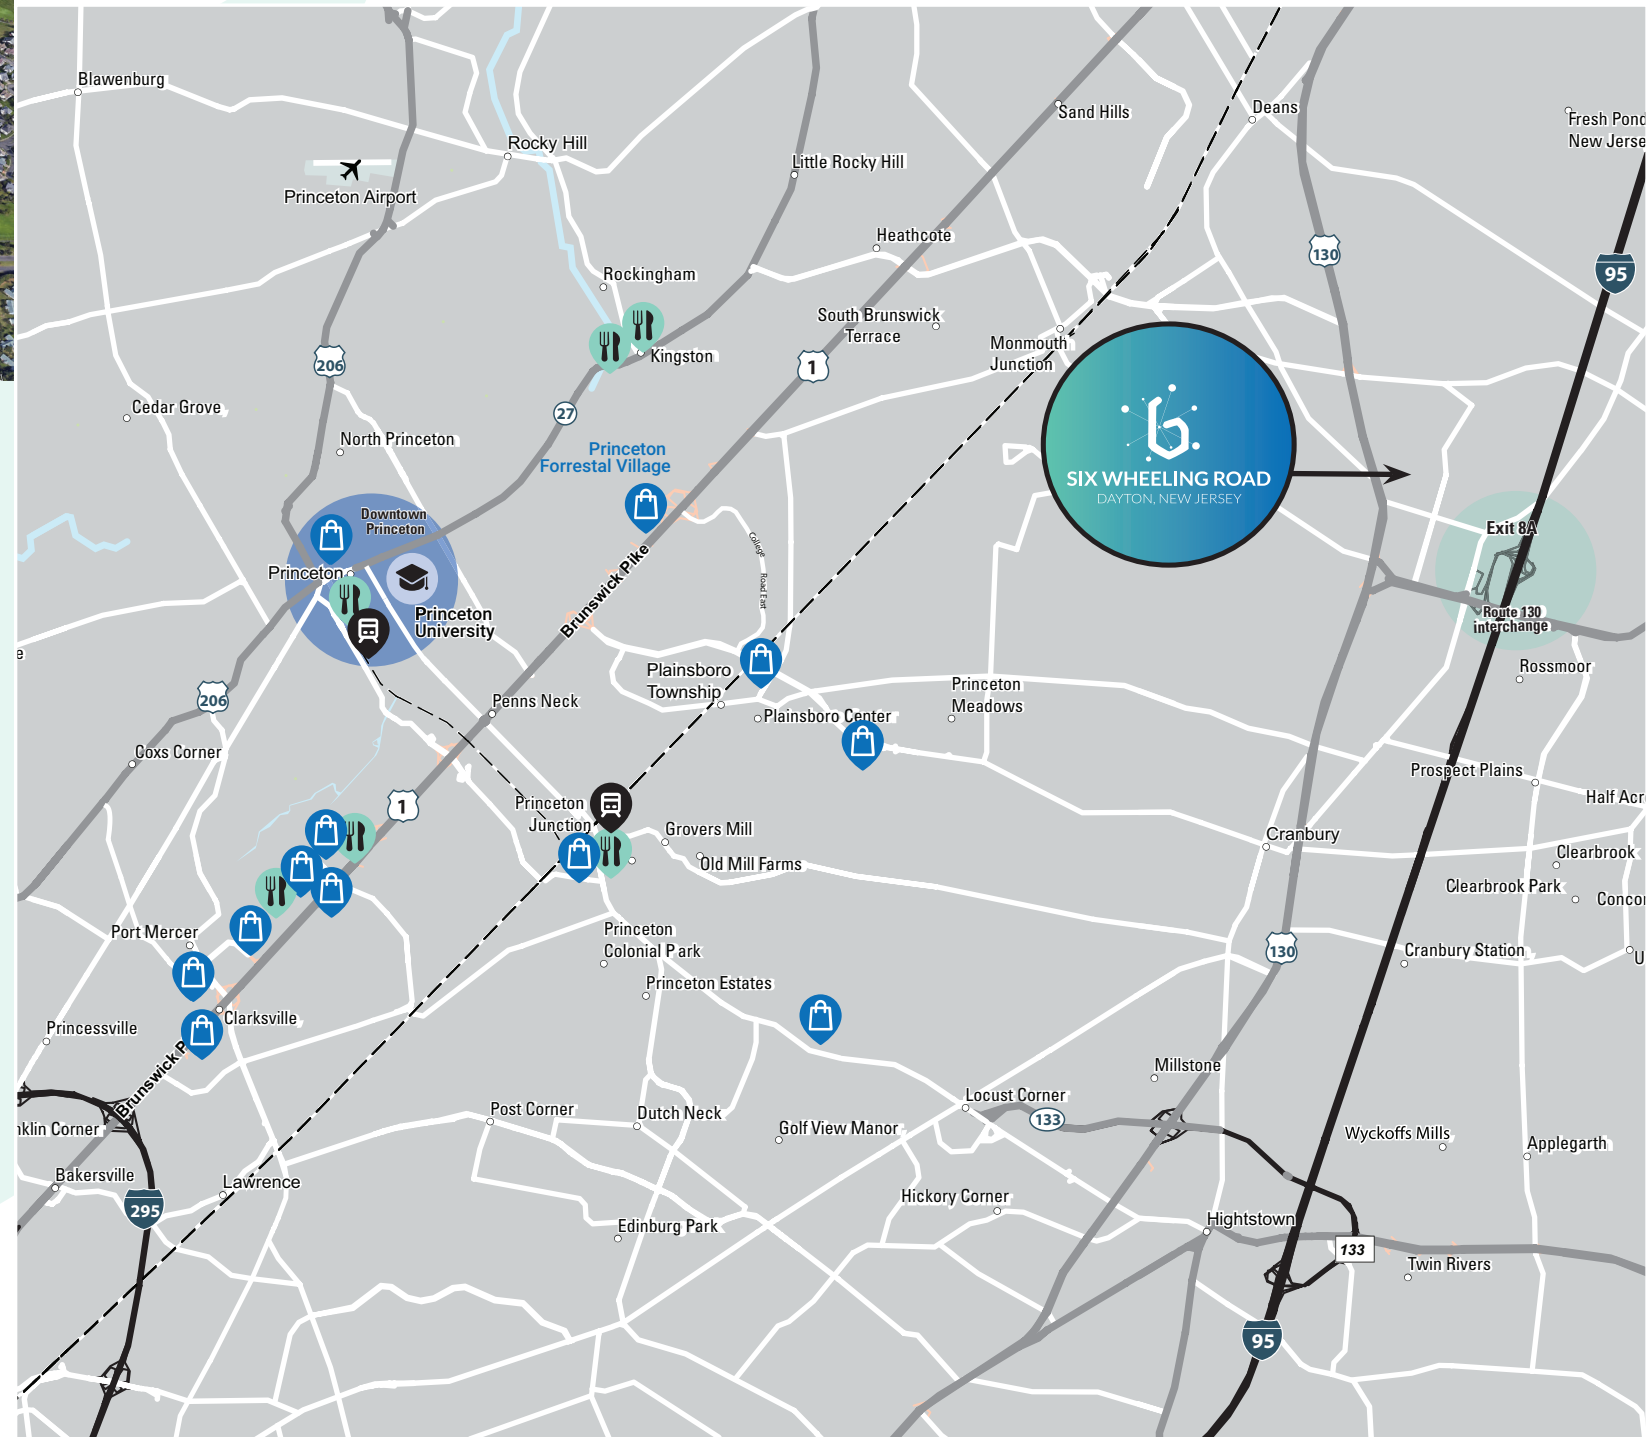 Blawenburg
Sand Hills
Deans
Fresh Pond
New Jerse
Rocky Hill
Little Rocky Hill
Princeton Airport
Heathcote
130
95
Rockingham
South Brunswick
Terrace
Monmouth
Junction
Kingston
206
1
Cedar Grove
27
North Princeton
Princeton
Forrestal Village
SIX WHEELING ROAD
DAYTON, NEW JERSEY
Downtown
Princeton
Exit 8A
College
Road East
Princeton
Brunswick Pike
Princeton
University
Route 130
interchange
e
Plainsboro
Township
Rossmoor
206
Penns Neck
Princeton
Meadows
Plainsboro Center
Coxs Corner
Prospect Plains
Half Acr
1
Princeton
Junction
Grovers Mill
Cranbury
Old Mill Farms
Clearbrook
Clearbrook Park
Conco
Port Mercer
Princeton
Colonial Park
130
Cranbury Station
U
Princeton Estates
Clarksville
Princessville
Brunswick P
Millstone
Locust Corner
Post Corner
Dutch Neck
133
nklin Corner
Golf View Manor
Wyckoffs Mills
Applegarth
Bakersville
Lawrence
295
Hickory Corner
Edinburg Park
Hightstown
133
Twin Rivers
95